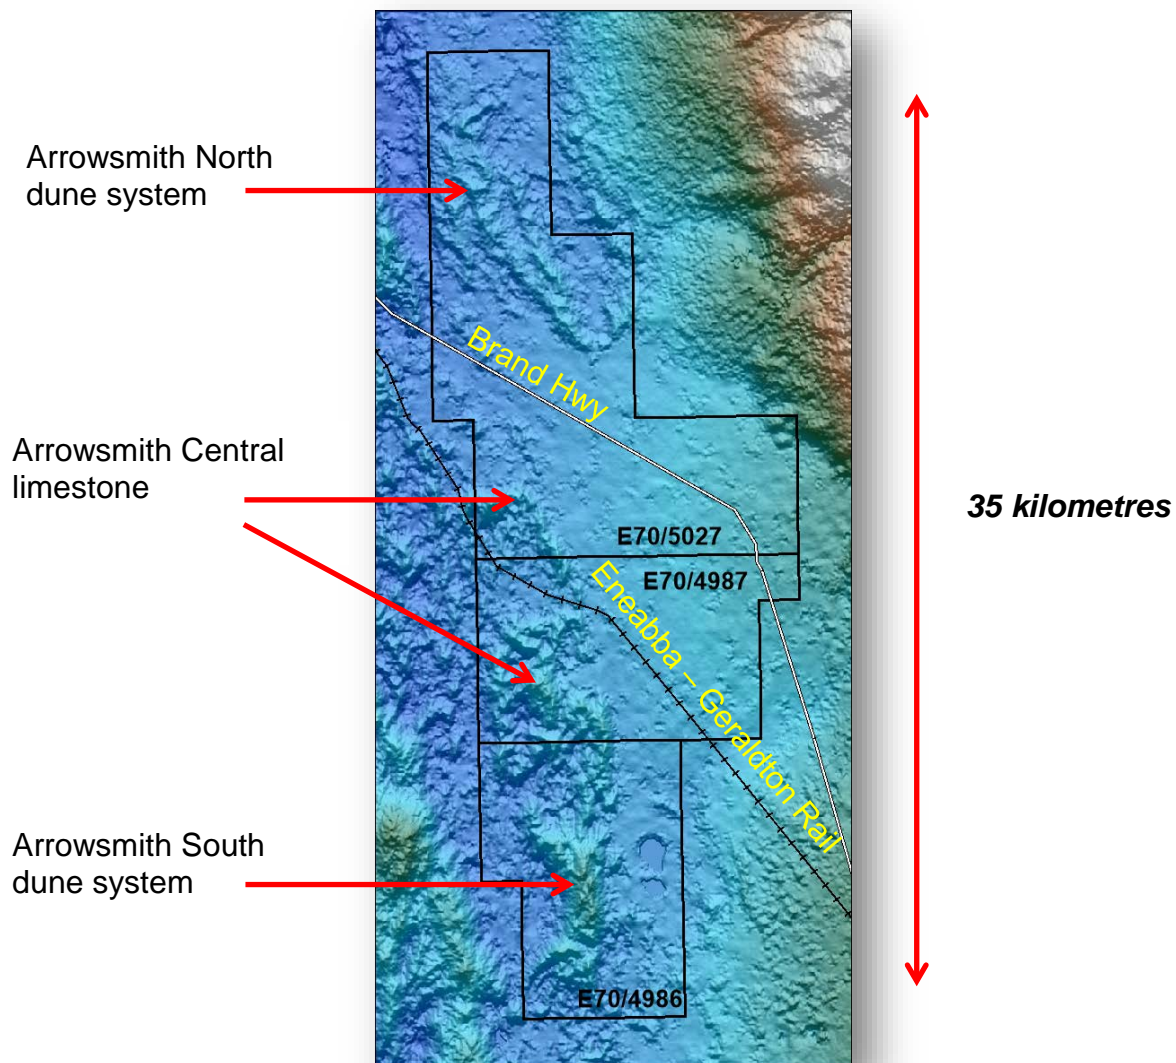 Arrowsmith North
dune system
Brand Hwy
Arrowsmith Central
limestone
35 kilometres
E70/5027
E70/4987
Eneabba – Geraldton Rail
Arrowsmith South
dune system
E70/4986